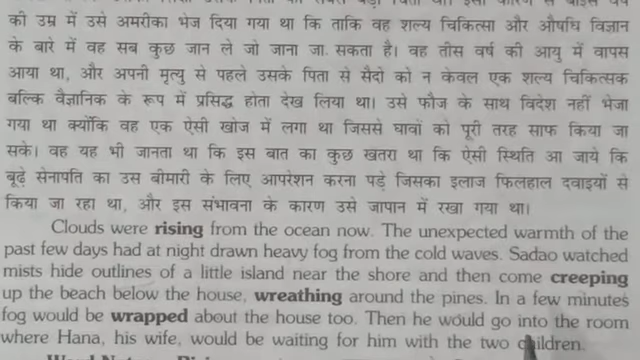 की उम्र में उसे अमरीका भेज दिया गया था कि ताकि वह शल्य चिकित्सा और औषधि विज्ञान
के बारे में वह सब कुछ जान ले जो जाना जा. सकता है। वह तीस वर्ष की आयु में वापस
आया था, और अपनी मृत्यु से पहले उसके पिता से सैदो को न केवल एक शल्य चिकित्सक
बल्कि वैज्ञानिक के रूप में प्रसिद्ध होता देख लिया था। उसे फौज के साथ विदेश नहीं भेजा
गया था क्योंकि वह एक ऐसी खोज में लगा था जिससे घावों को पूरी तरह साफ किया जा
सके। वह यह भी जानता था कि इस बात का कुछ खतरा था कि ऐसी स्थिति आ जाये कि
बूढ़े सेनापति का उस बीमारी के लिए आपरेशन करना पड़े जिसका इलाज फिलहाल दवाइयों से
किया जा रहा था, और इस संभावना के कारण उसे जापान में रखा गया था।
Clouds were rising from the ocean now. The unexpected warmth of the
past few days had at night drawn heavy fog from the cold waves. Sadao watched
mists hide outlines of a little island near the shore and then come creeping
up the beach below the house, wreathing around the pines. In a few minutes
fog would be wrapped about the house too. Then he would go into the room
where Hana, his wife, would be waiting for him with the two children.